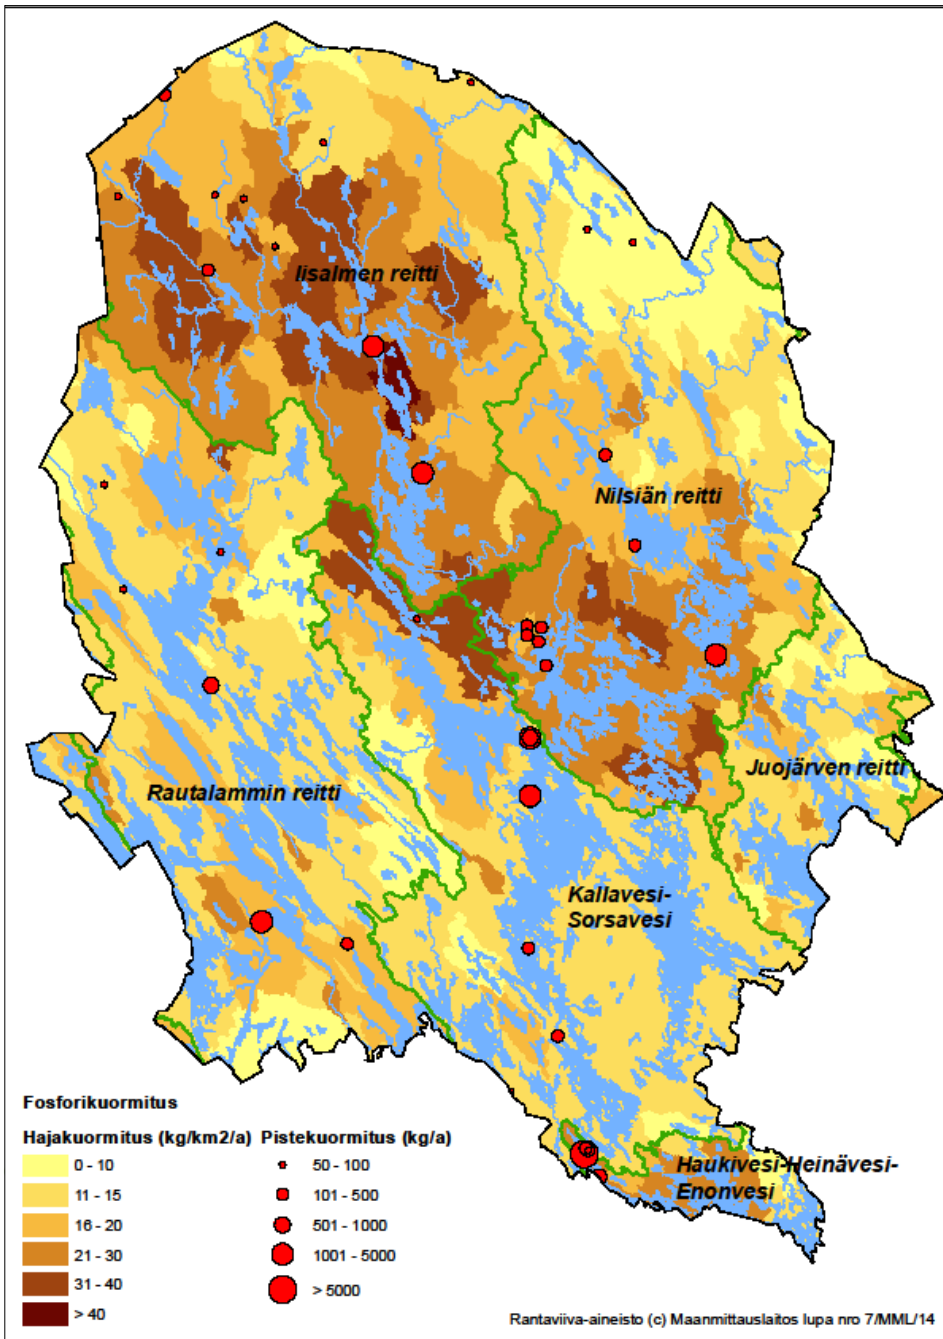 Iisalmen reitti
Nilsiän reitti
Juojärven reitti
Rautalammin reitti
Kallavesi-
Sorsavesi
Haukivesi-Heinävesi-
Enonvesi
Fosforikuormitus
Hajakuormitus (kg/km2/a)
0 - 10
11 - 15
16 - 20
21 - 30
31 - 40
> 40
Pistekuormitus (kg/a)
50 - 100
101 - 500
501 - 1000
1001 - 5000
> 5000
Rantaviiva-aineisto (c) Maanmittauslaitos lupa nro 7/MML/14